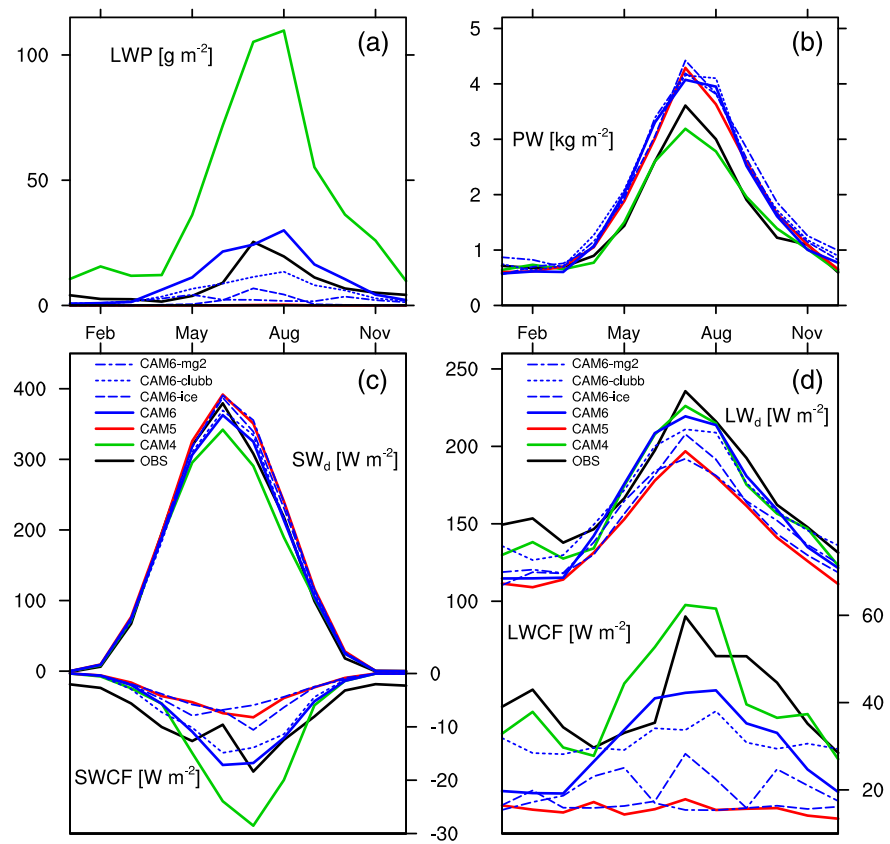 (a)
LWP [g m⁻²]
100
50
0
(b)
PW [kg m⁻²]
5
4
3
2
1
0
Feb May Aug Nov
Feb May Aug Nov
(c)
CAM6-mg2
CAM6-clubb
CAM6-ice
CAM6
CAM5
CAM4
OBS
SW_d [W m⁻²]
400
300
200
100
0
SWCF [W m⁻²]
0
-10
-20
-30
(d)
CAM6-mg2
CAM6-clubb
CAM6-ice
CAM6
CAM5
CAM4
OBS
LW_d [W m⁻²]
250
200
150
100
LWCF [W m⁻²]
60
40
20